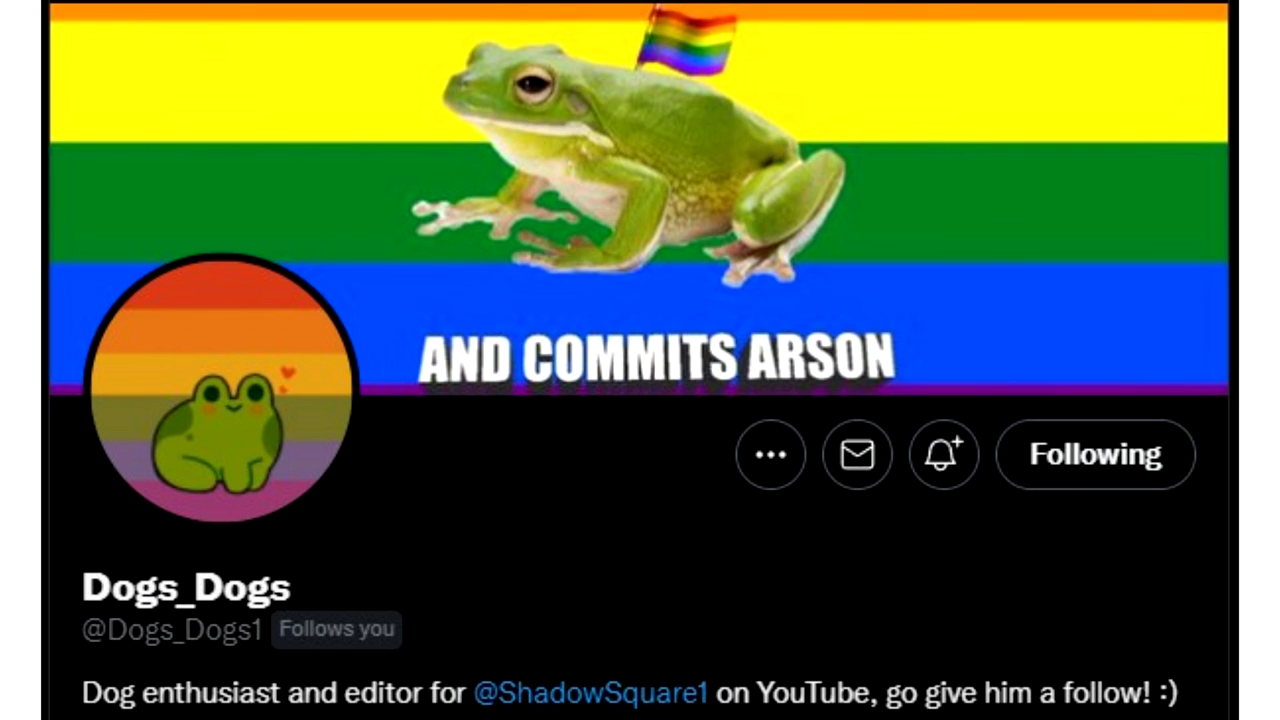 AND COMMITS ARSON
Following
Dogs_Dogs
@Dogs_Dogs1 Follows you
Dog enthusiast and editor for @ShadowSquare1 on YouTube, go give him a follow! :)